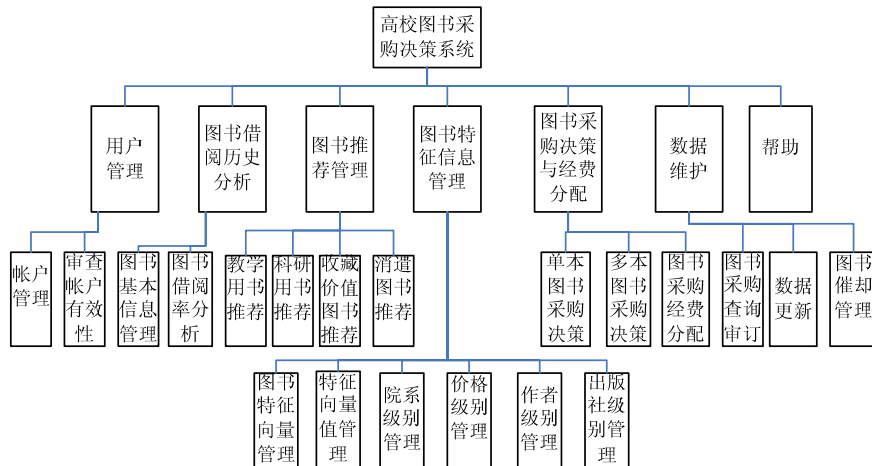 高校图书采
购决策系统
用户
管理
图书借
阅历史
分析
图书推
荐管理
图书特
征信息
管理
图书采
购决策
与经费
分配
数据
维护
帮助
帐户
管理
审查
帐户
有效
性
图书
基本
信息
管理
图书
借阅
率分
析
教学
用书
推荐
科研
用书
推荐
收藏
价值
图书
推荐
消遣
图书
推荐
单本
图书
采购
决策
多本
图书
采购
决策
图书
采购
经费
分配
图书
采购
查询
审订
数据
更新
图书
催却
管理
图书
特征
向量
管理
特征
向量
值管
理
院系
级别
管理
价格
级别
管理
作者
级别
管理
出版
社级
别管
理